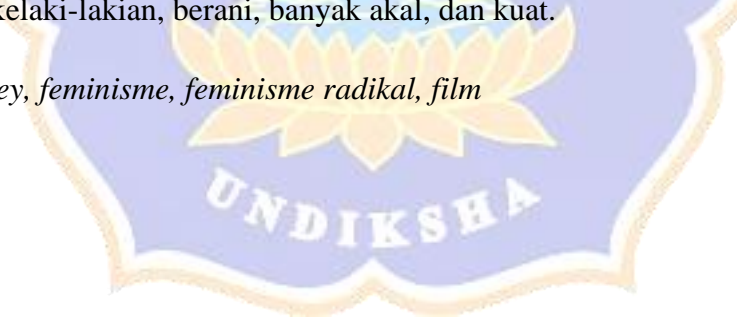 kelaki-lakian, berani, banyak akal, dan kuat.
ey, feminisme, feminisme radikal, film
UNDIKSHA